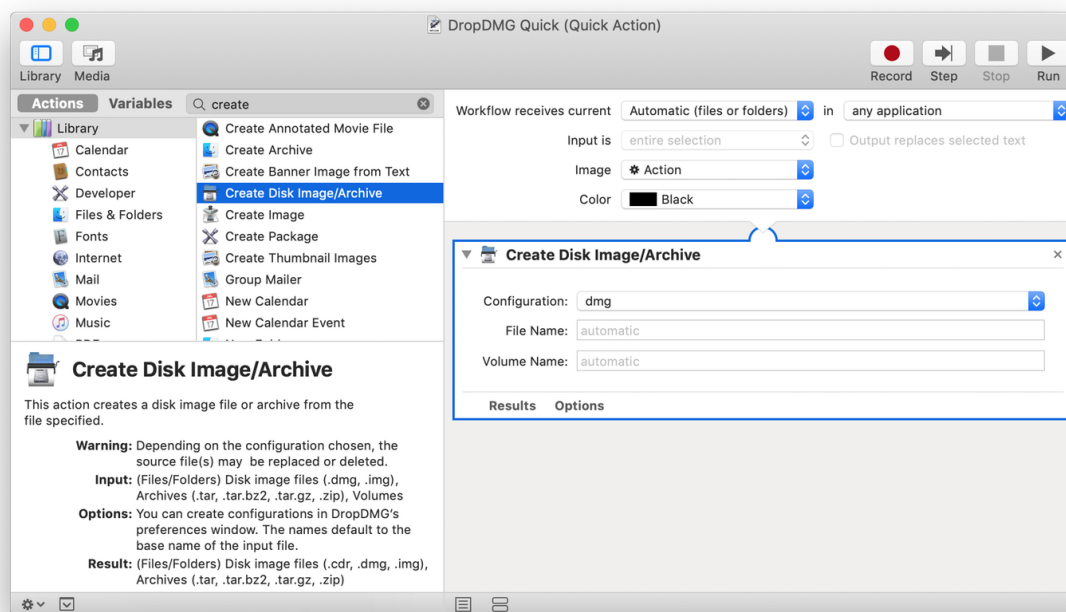 DropDMG Quick (Quick Action)
Library Media
Record Step Stop Run
Actions Variables create
Library
Calendar
Contacts
Developer
Files & Folders
Fonts
Internet
Mail
Movies
Music
Create Annotated Movie File
Create Archive
Create Banner Image from Text
Create Disk Image/Archive
Create Image
Create Package
Create Thumbnail Images
Group Mailer
New Calendar
New Calendar Event
Create Disk Image/Archive
This action creates a disk image file or archive from the
file specified.
Warning: Depending on the configuration chosen, the
source file(s) may be replaced or deleted.
Input: (Files/Folders) Disk image files (.dmg, .img),
Archives (.tar, .tar.bz2, .tar.gz, .zip), Volumes
Options: You can create configurations in DropDMG's
preferences window. The names default to the
base name of the input file.
Result: (Files/Folders) Disk image files (.cdr, .dmg, .img),
Archives (.tar, .tar.bz2, .tar.gz, .zip)
Workflow receives current Automatic (files or folders) in any application
Input is entire selection Output replaces selected text
Image Action
Color Black
Create Disk Image/Archive
Configuration: dmg
File Name: automatic
Volume Name: automatic
Results Options